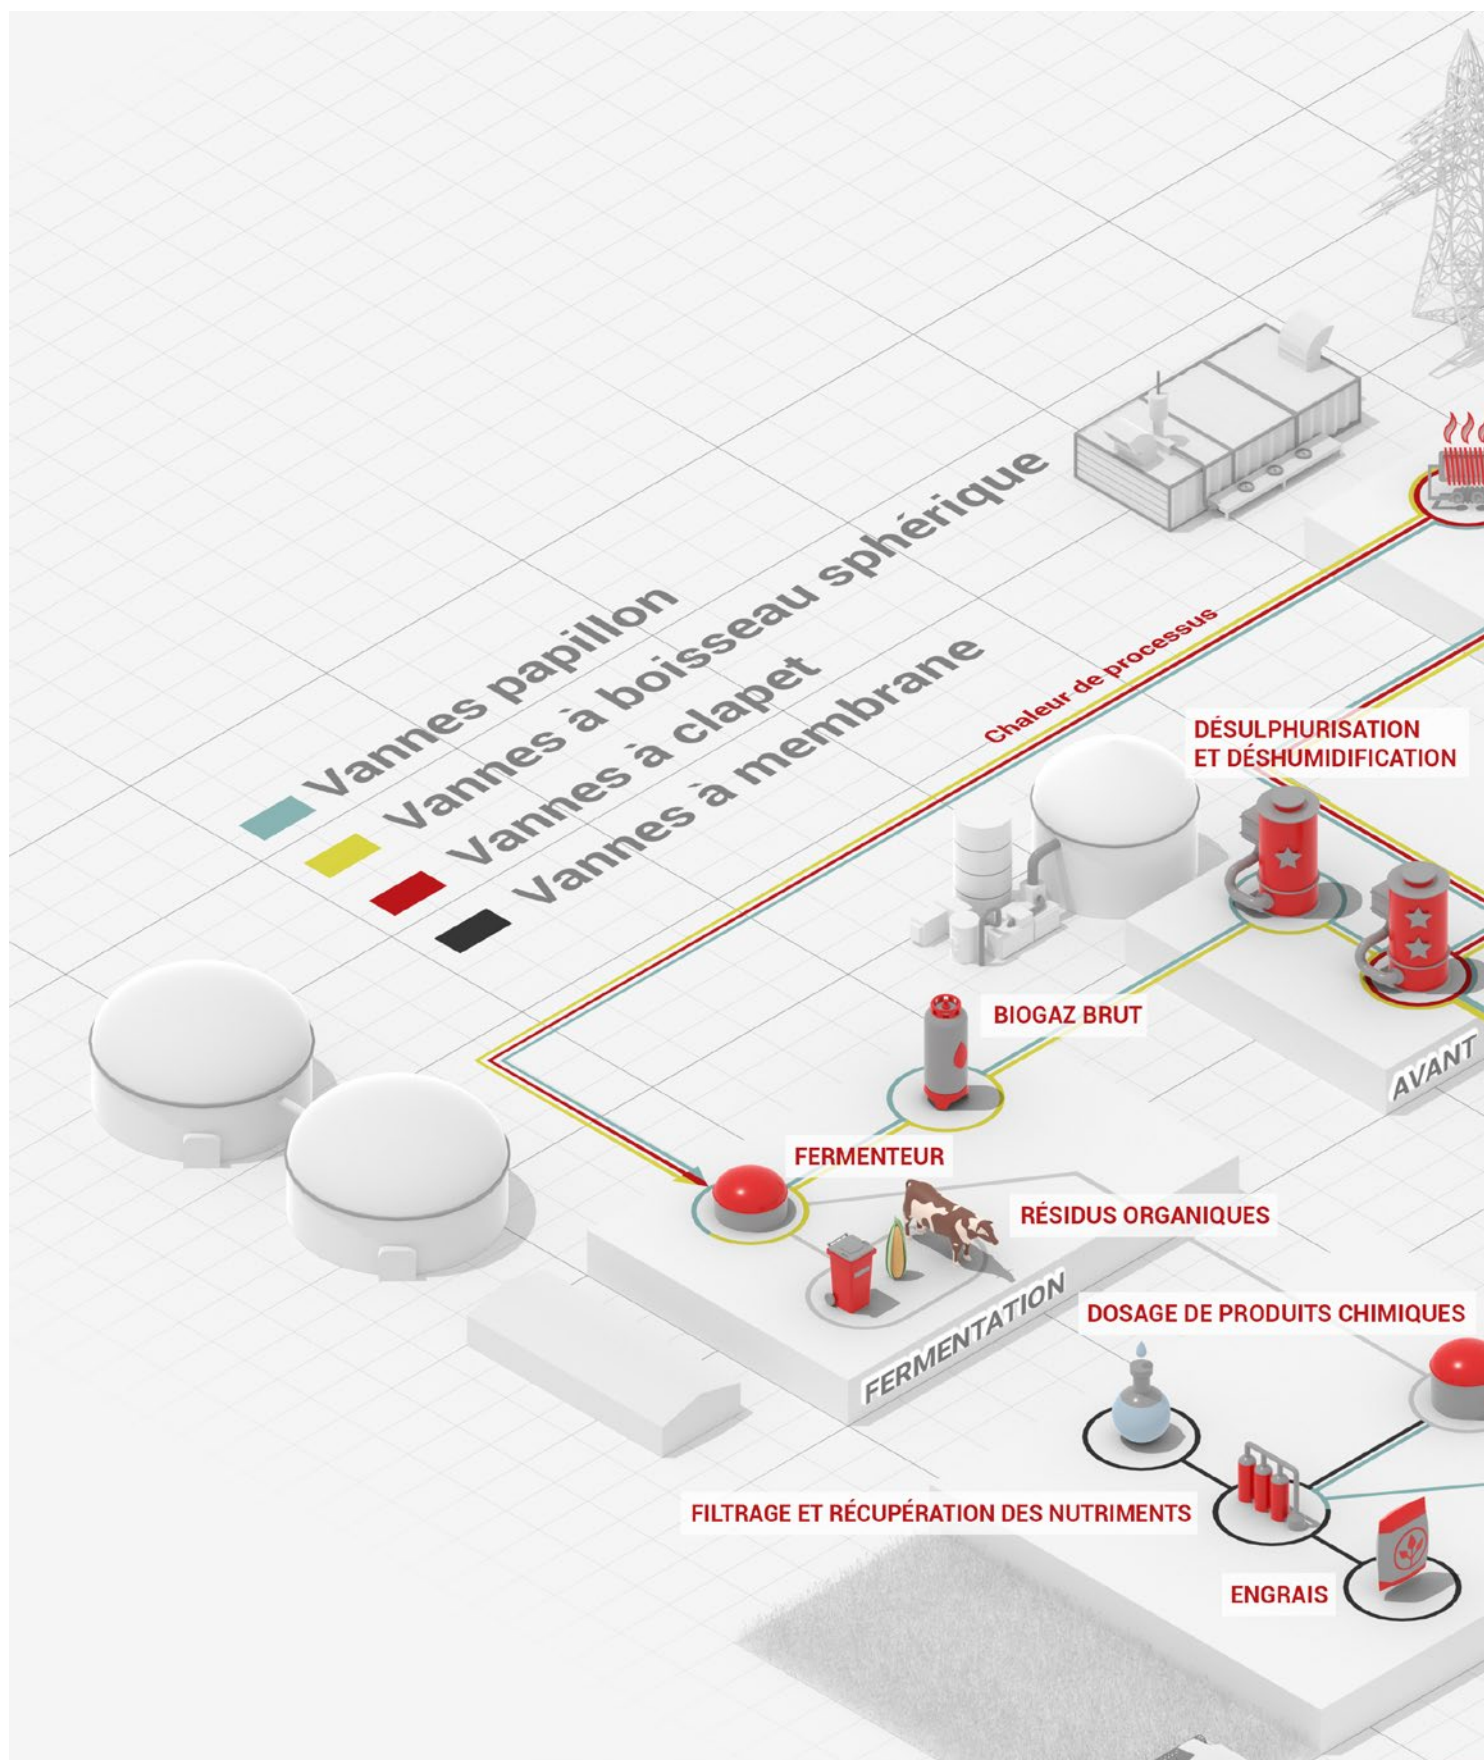 Vannes papillon
Vannes à boisseau sphérique
Vannes à clapet
Vannes à membrane
Chaleur de processus
DÉSULPHURISATION
ET DÉSHUMIDIFICATION
BIOGAZ BRUT
AVANT
FERMENTEUR
RÉSIDUS ORGANIQUES
FERMENTATION
DOSAGE DE PRODUITS CHIMIQUES
FILTRAGE ET RÉCUPÉRATION DES NUTRIMENTS
ENGRAIS